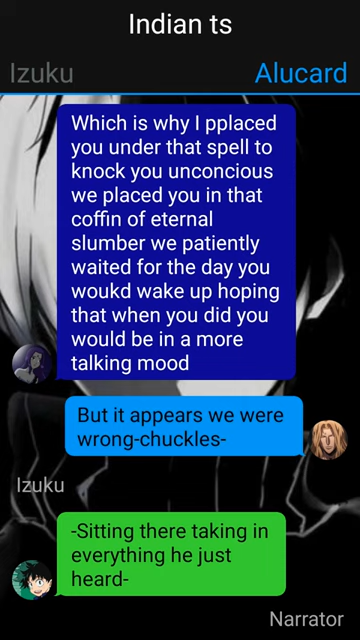 Indian ts
Izuku
Alucard
Which is why I pplaced
you under that spell to
knock you unconcious
we placed you in that
coffin of eternal
slumber we patiently
waited for the day you
woukd wake up hoping
that when you did you
would be in a more
talking mood
But it appears we were
wrong-chuckles-
Izuku
-Sitting there taking in
everything he just
heard-
Narrator